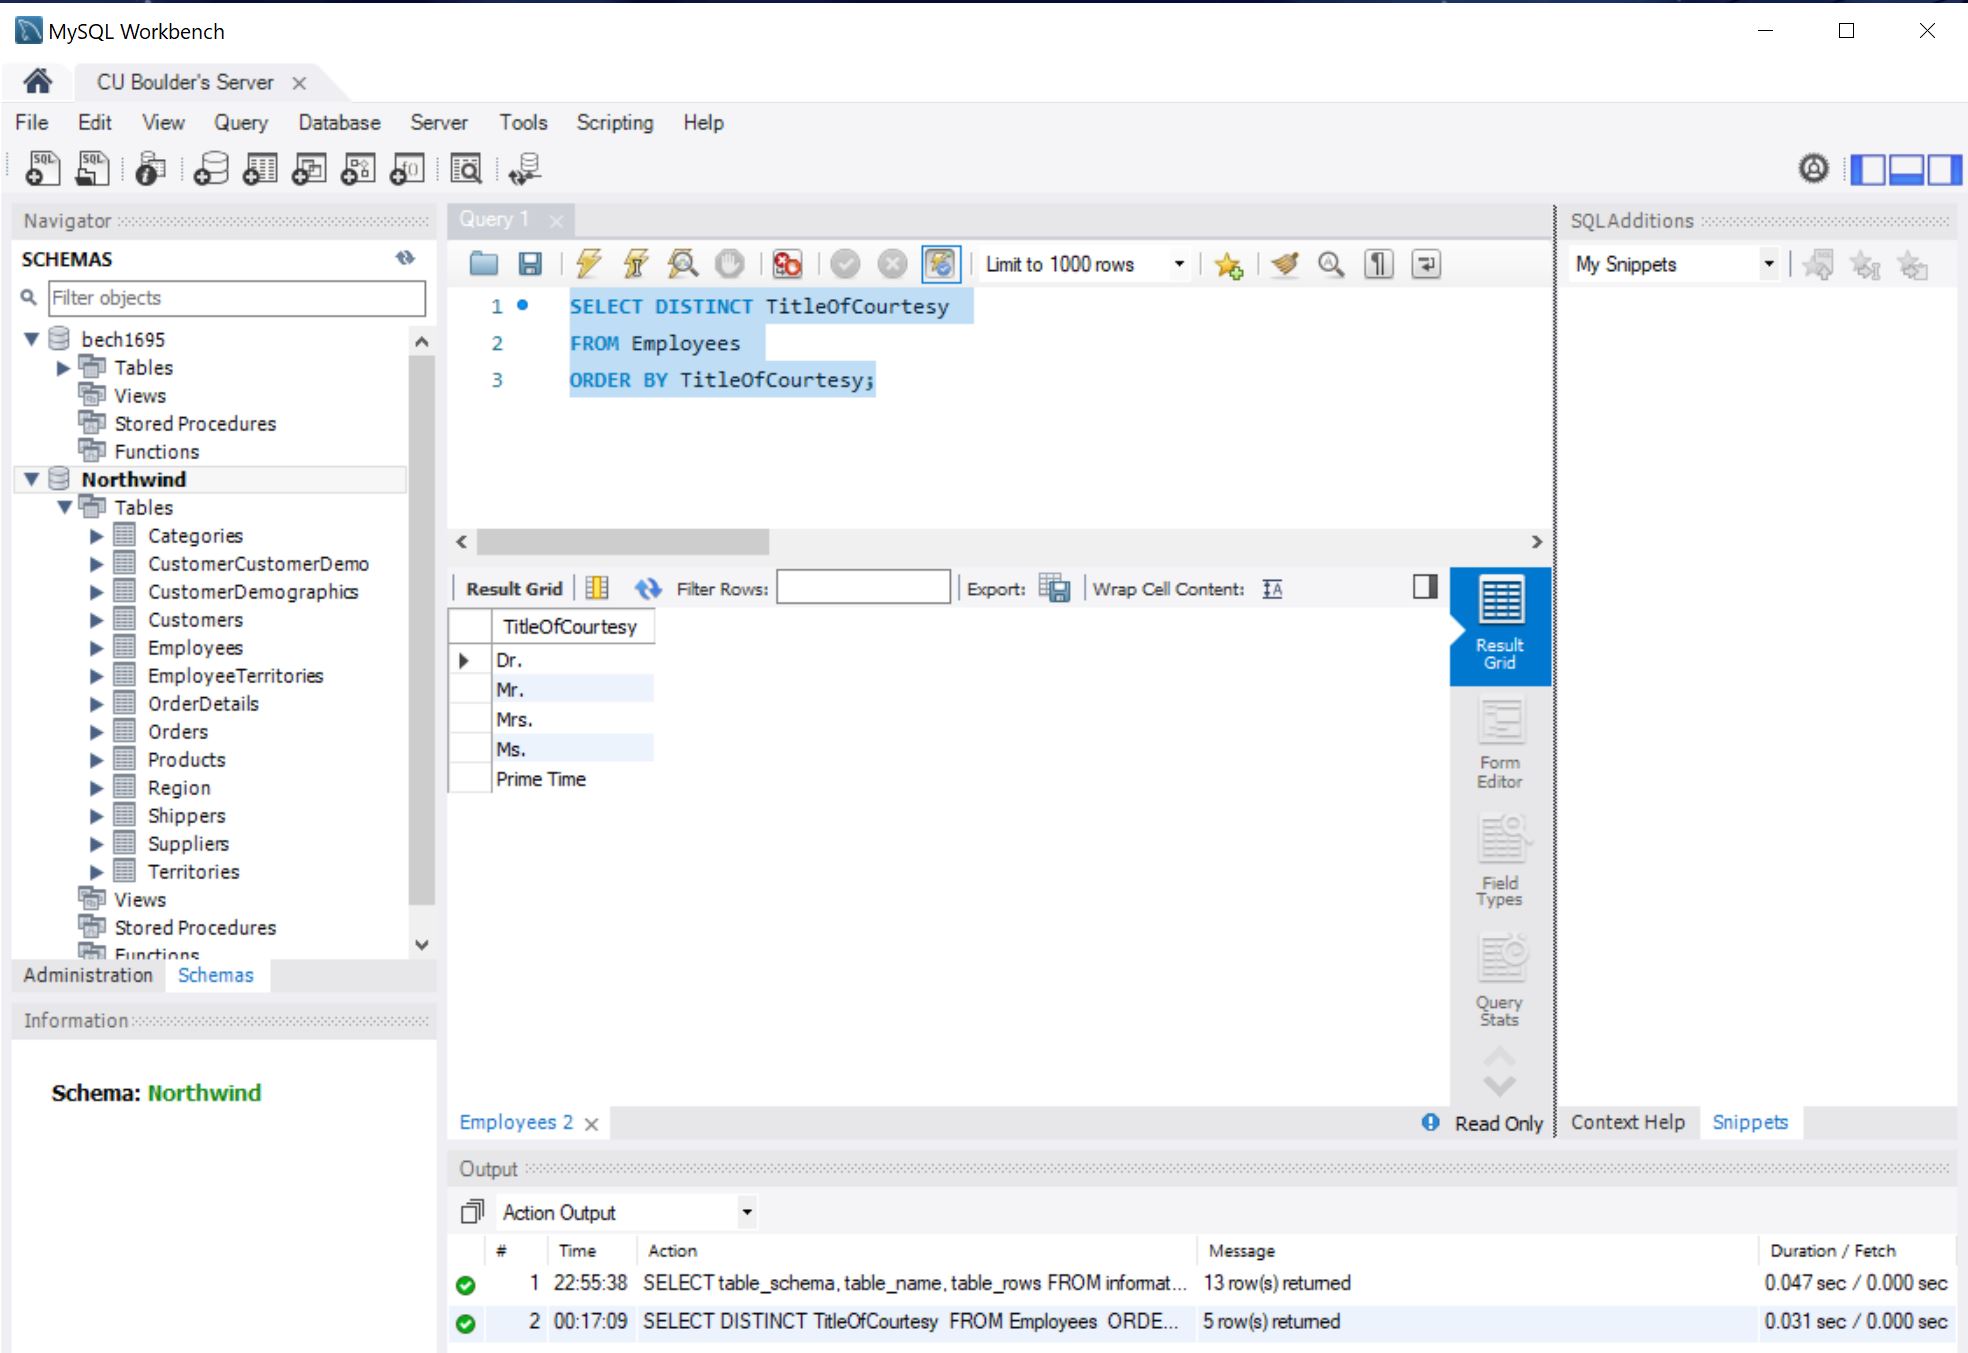 MySQL Workbench
CU Boulder's Server
File Edit View Query Database Server Tools Scripting Help
Navigator
SCHEMAS
Filter objects
bech1695
Tables
Views
Stored Procedures
Functions
Northwind
Tables
Categories
CustomerCustomerDemo
CustomerDemographics
Customers
Employees
EmployeeTerritories
OrderDetails
Orders
Products
Region
Shippers
Suppliers
Territories
Views
Stored Procedures
Functions
Administration Schemas
Information
Schema: Northwind
Query 1
Limit to 1000 rows
1 SELECT DISTINCT TitleOfCourtesy
2 FROM Employees
3 ORDER BY TitleOfCourtesy;
Result Grid Filter Rows: Export: Wrap Cell Content:
TitleOfCourtesy
Dr.
Mr.
Mrs.
Ms.
Prime Time
Result
Grid
Form
Editor
Field
Types
Query
Stats
Employees 2
Read Only
SQLAdditions
My Snippets
Context Help Snippets
Output
Action Output
# Time Action Message Duration / Fetch
1 22:55:38 SELECT table_schema, table_name, table_rows FROM informat... 13 row(s) returned 0.047 sec / 0.000 sec
2 00:17:09 SELECT DISTINCT TitleOfCourtesy FROM Employees ORDE... 5 row(s) returned 0.031 sec / 0.000 sec